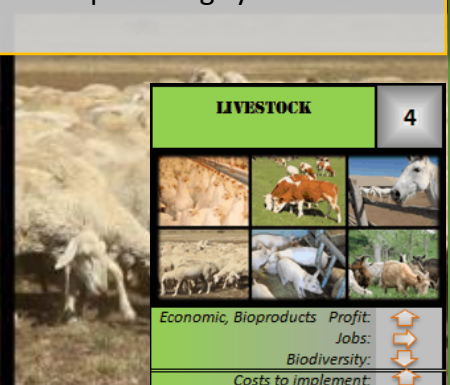 LIVESTOCK
4
Economic, Bioproducts Profit:
Jobs:
Biodiversity:
Costs to implement: